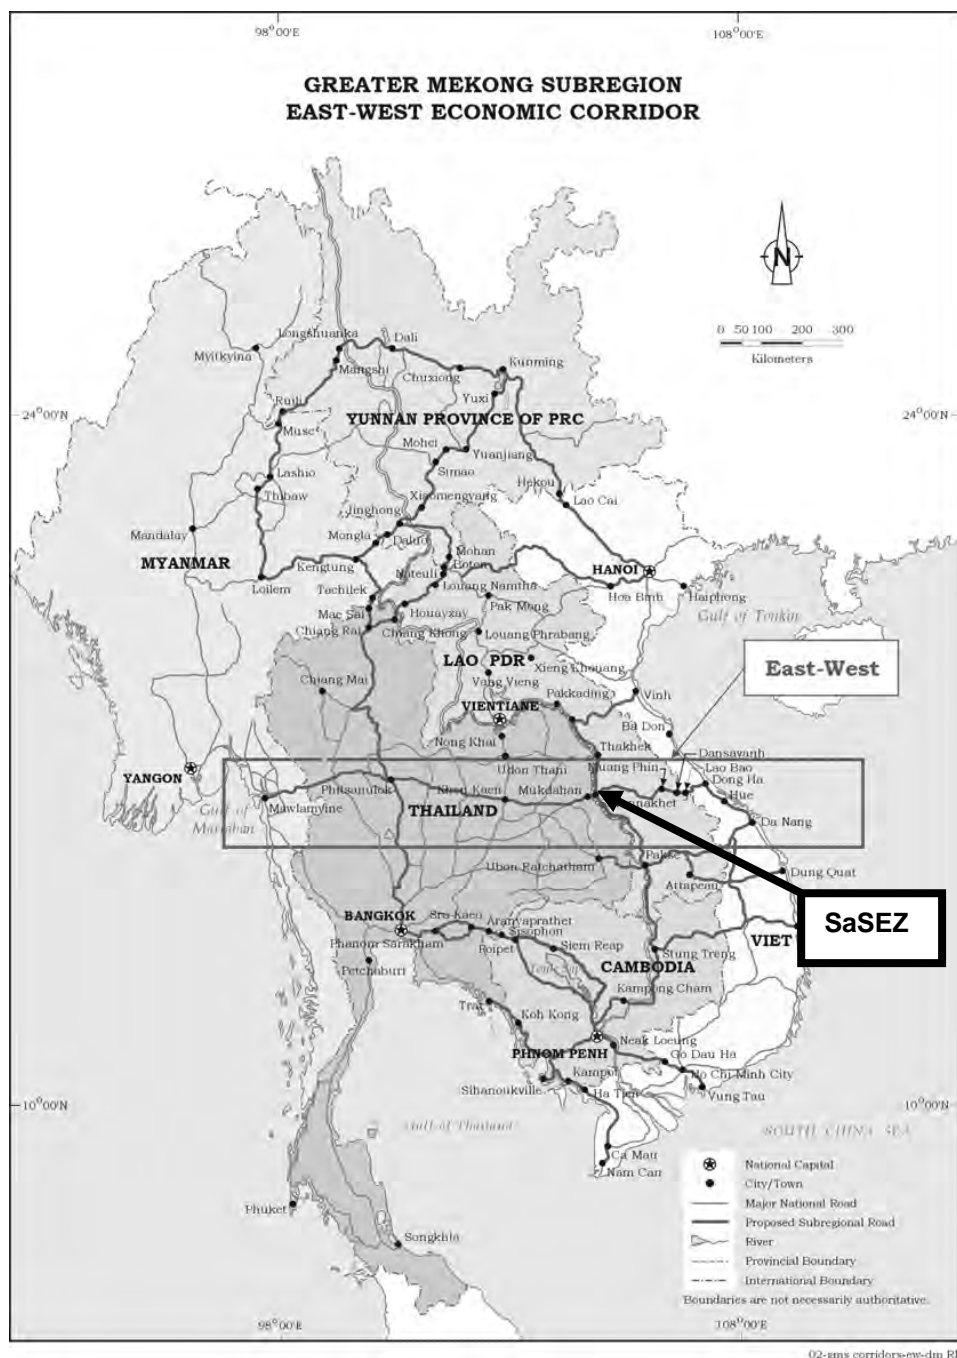 98°00'E
108°00'E
GREATER MEKONG SUBREGION
EAST-WEST ECONOMIC CORRIDOR
N
0 50 100 200 300
Kilometers
Longshuanka
Dali
Myitkyina
Mangshi
Chuxiong
Kunming
Ruili
Yuxi
24°00'N
24°00'N
YUNNAN PROVINCE OF PRC
Muse
Mohei
Yuanjiang
Lashio
Simao
Hekou
Thibaw
Xiaomengyang
Lao Cai
Jinghong
Mandalay
Mongla
Daluo
Mohan
MYANMAR
Boten
HANOI
Kengtung
Nateuil
Loilem
Louang Namtha
Tachilek
Hoa Binh
Haiphong
Mae Sai
Houayxay
Pak Mong
Gulf of Tonkin
Chiang Rai
Chiang Khong
Louang Phrabang
LAO PDR
Xieng Khouang
East-West
Chiang Mai
Vang Vieng
Pakkading
Vinh
VIENTIANE
Ba Don
Nong Khai
Thakhek
Dansavanh
YANGON
Udon Thani
Muang Phin
Lao Bao
Phitsanulok
Khon Kaen
Mukdahan
Dong Ha
Mawlamyine
THAILAND
nnakhet
Hue
Gulf of
Da Nang
Ubon Ratchatham
Pakse
Dung Quat
Attapeau
SaSEZ
BANGKOK
Sra Kaeo
Aranyaprathet
Sisophon
Phanom Sarakham
Poipet
Siem Reap
Stung Treng
VIET
Petchaburi
CAMBODIA
Kampong Cham
Trat
Koh Kong
Neak Loeung
PHNOM PENH
Go Dau Ha
Kampot
Ho Chi Minh City
Sihanoukville
Ha Tien
Vung Tau
10°00'N
10°00'N
Gulf of Thailand
SOUTH CHINA SEA
Ca Mau
Nam Can
National Capital
City/Town
Major National Road
Phuket
Proposed Subregional Road
Songkhla
River
Provincial Boundary
International Boundary
Boundaries are not necessarily authoritative.
98°00'E
108°00'E